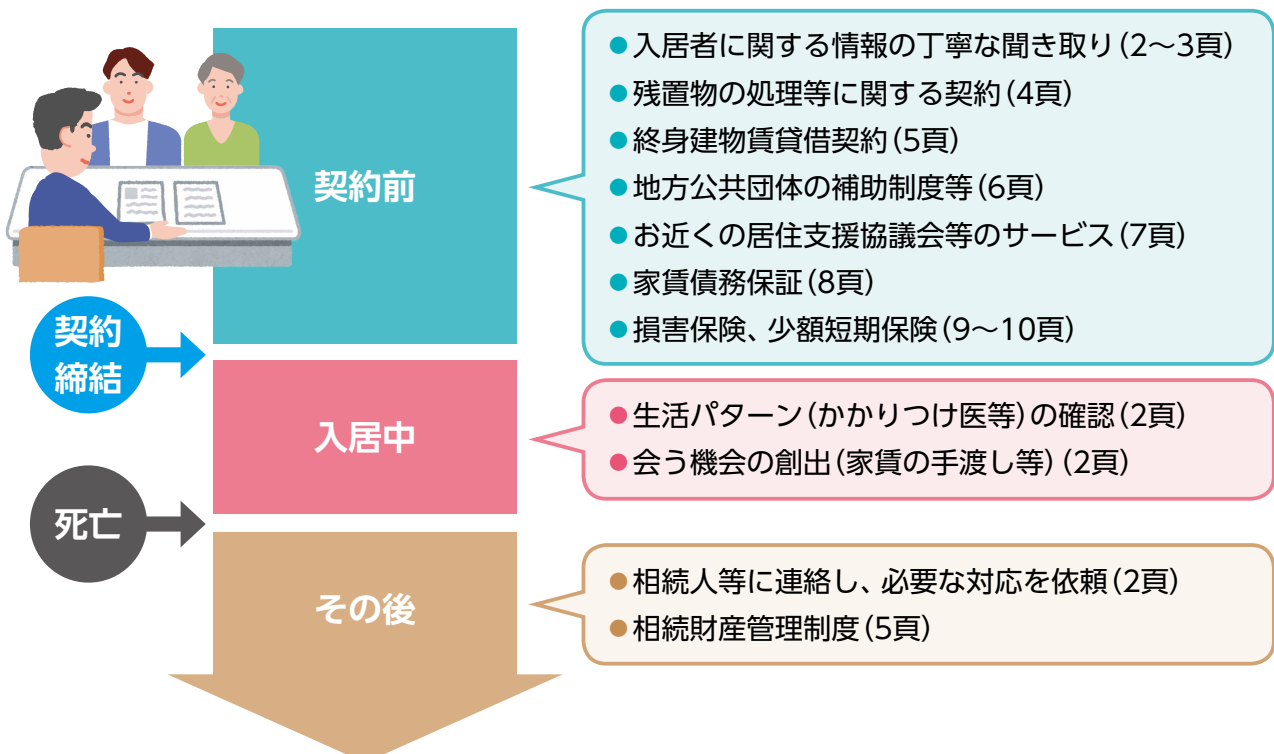 契約前
●入居者に関する情報の丁寧な聞き取り（2～3頁）
●残置物の処理等に関する契約（4頁）
●終身建物賃貸借契約（5頁）
●地方公共団体の補助制度等（6頁）
●お近くの居住支援協議会等のサービス（7頁）
●家賃債務保証（8頁）
●損害保険、少額短期保険（9～10頁）
契約
締結
入居中
●生活パターン（かかりつけ医等）の確認（2頁）
●会う機会の創出（家賃の手渡し等）（2頁）
死亡
その後
●相続人等に連絡し、必要な対応を依頼（2頁）
●相続財産管理制度（5頁）